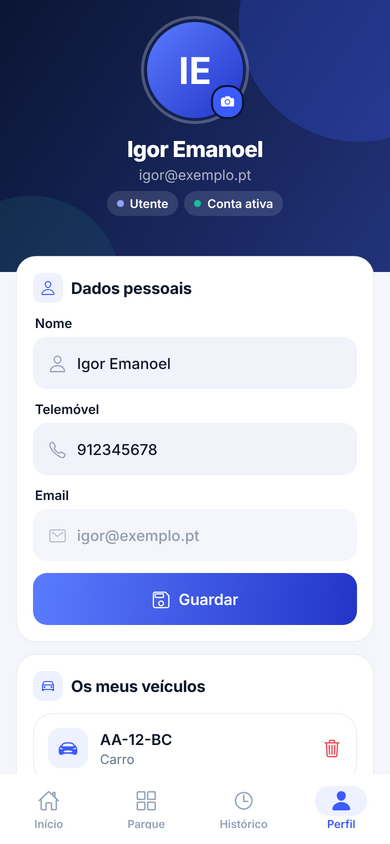 IE
Igor Emanoel
igor@exemplo.pt
Utente
Conta ativa
Dados pessoais
Nome
Igor Emanoel
Telemóvel
912345678
Email
igor@exemplo.pt
Guardar
Os meus veículos
AA-12-BC
Carro
Início
Parque
Histórico
Perfil